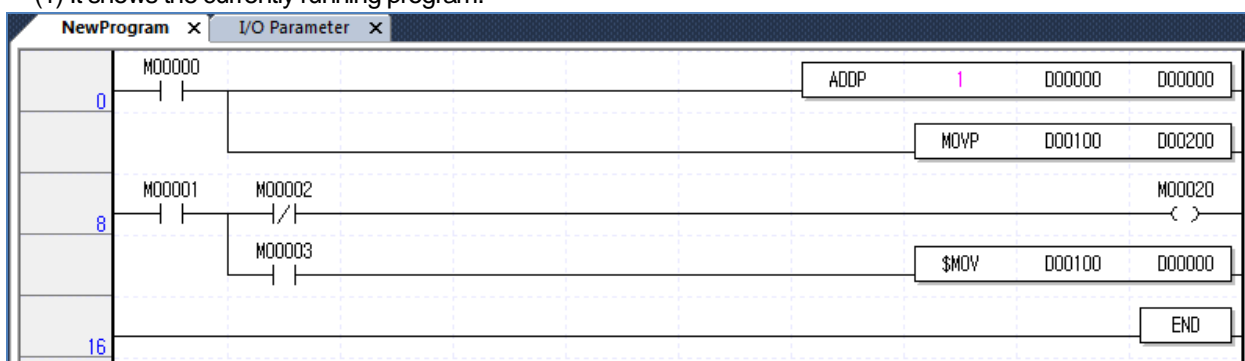 (1) It shows the currently running program.
NewProgram X I/O Parameter X
M00000
0 ADDP 1 D00000 D00000
MOVP D00100 D00200
M00001 M00002 M00020
8
M00003
$MOV D00100 D00000
END
16